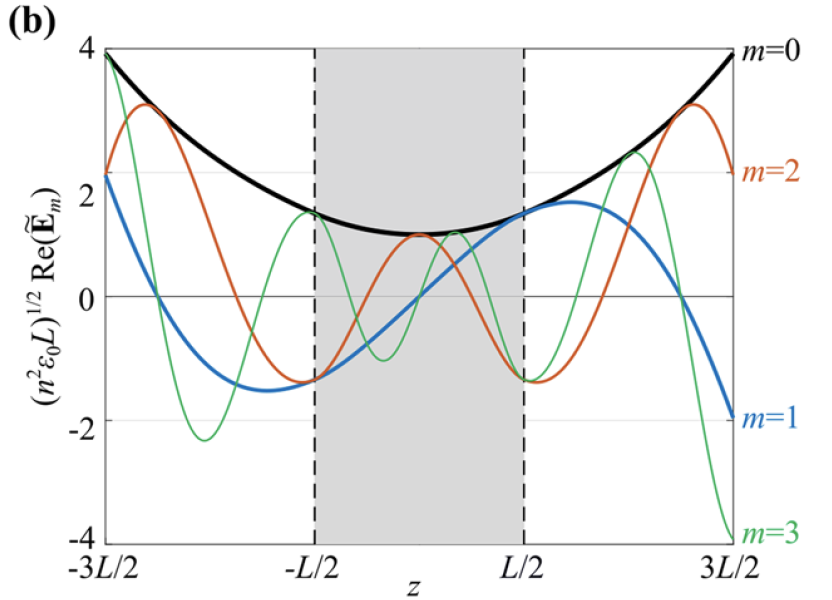 (b)
4
2
0
-2
-4
(n²ε₀L)^{1/2} Re(Ẽ_m)
m=0
m=2
m=1
m=3
-3L/2
-L/2
L/2
3L/2
z